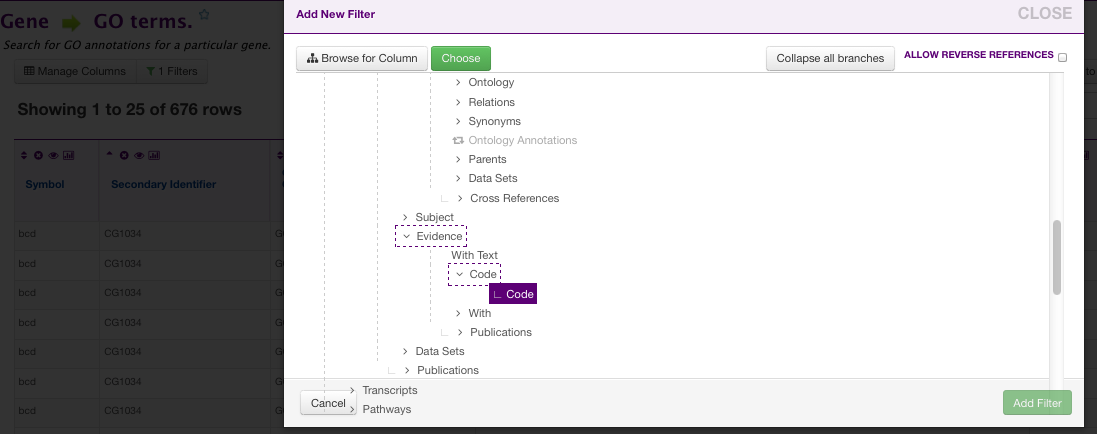 Add New Filter
CLOSE
Gene GO terms.
Search for GO annotations for a particular gene.
Browse for Column
Choose
Collapse all branches
ALLOW REVERSE REFERENCES
Manage Columns
1 Filters
to
Showing 1 to 25 of 676 rows
Ontology
Relations
Synonyms
Ontology Annotations
Parents
Data Sets
Cross References
Symbol
Secondary Identifier
Subject
Evidence
With Text
Code
Code
With
Publications
Data Sets
Publications
Transcripts
Pathways
bcd CG1034
bcd CG1034
bcd CG1034
bcd CG1034
bcd CG1034
bcd CG1034
bcd CG1034
Cancel
Add Filter